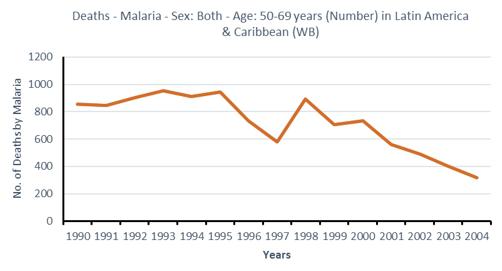 Deaths - Malaria - Sex: Both - Age: 50-69 years (Number) in Latin America
& Caribbean (WB)
1200
1000
800
600
400
200
0
No. of Deaths by Malaria
1990 1991 1992 1993 1994 1995 1996 1997 1998 1999 2000 2001 2002 2003 2004
Years